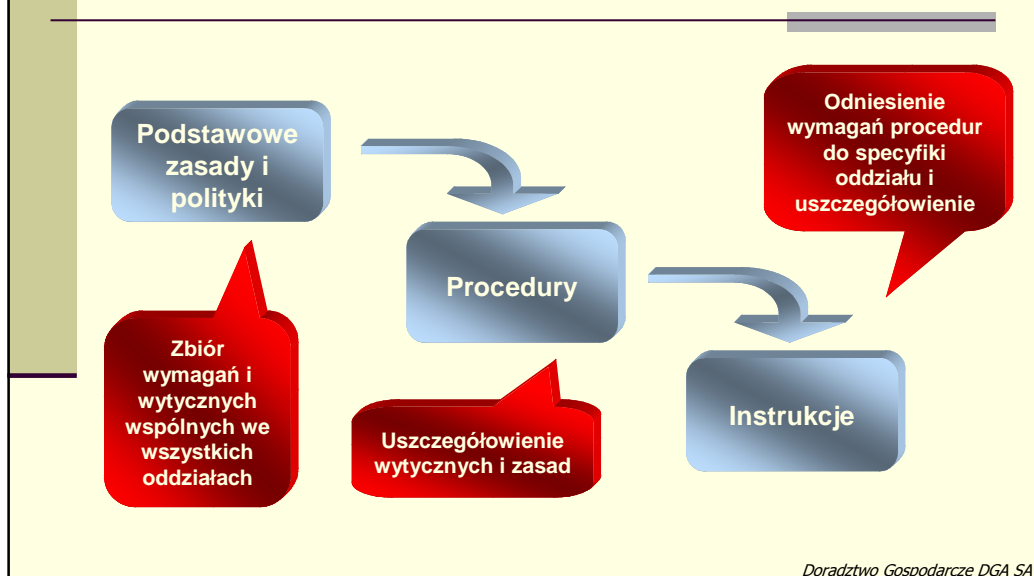 Podstawowe
zasady i
polityki
Zbiór
wymagań i
wytycznych
wspólnych we
wszystkich
oddziałach
Procedury
Uszczegółowienie
wytycznych i zasad
Odniesienie
wymagań procedur
do specyfiki
oddziału i
uszczegółowienie
Instrukcje
Doradztwo Gospodarcze DGA SA